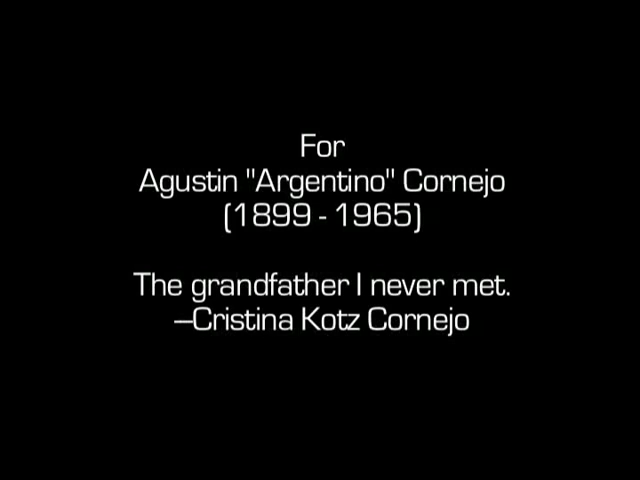 For
Agustin "Argentino" Cornejo
(1899 - 1965)
The grandfather I never met.
—Cristina Kotz Cornejo